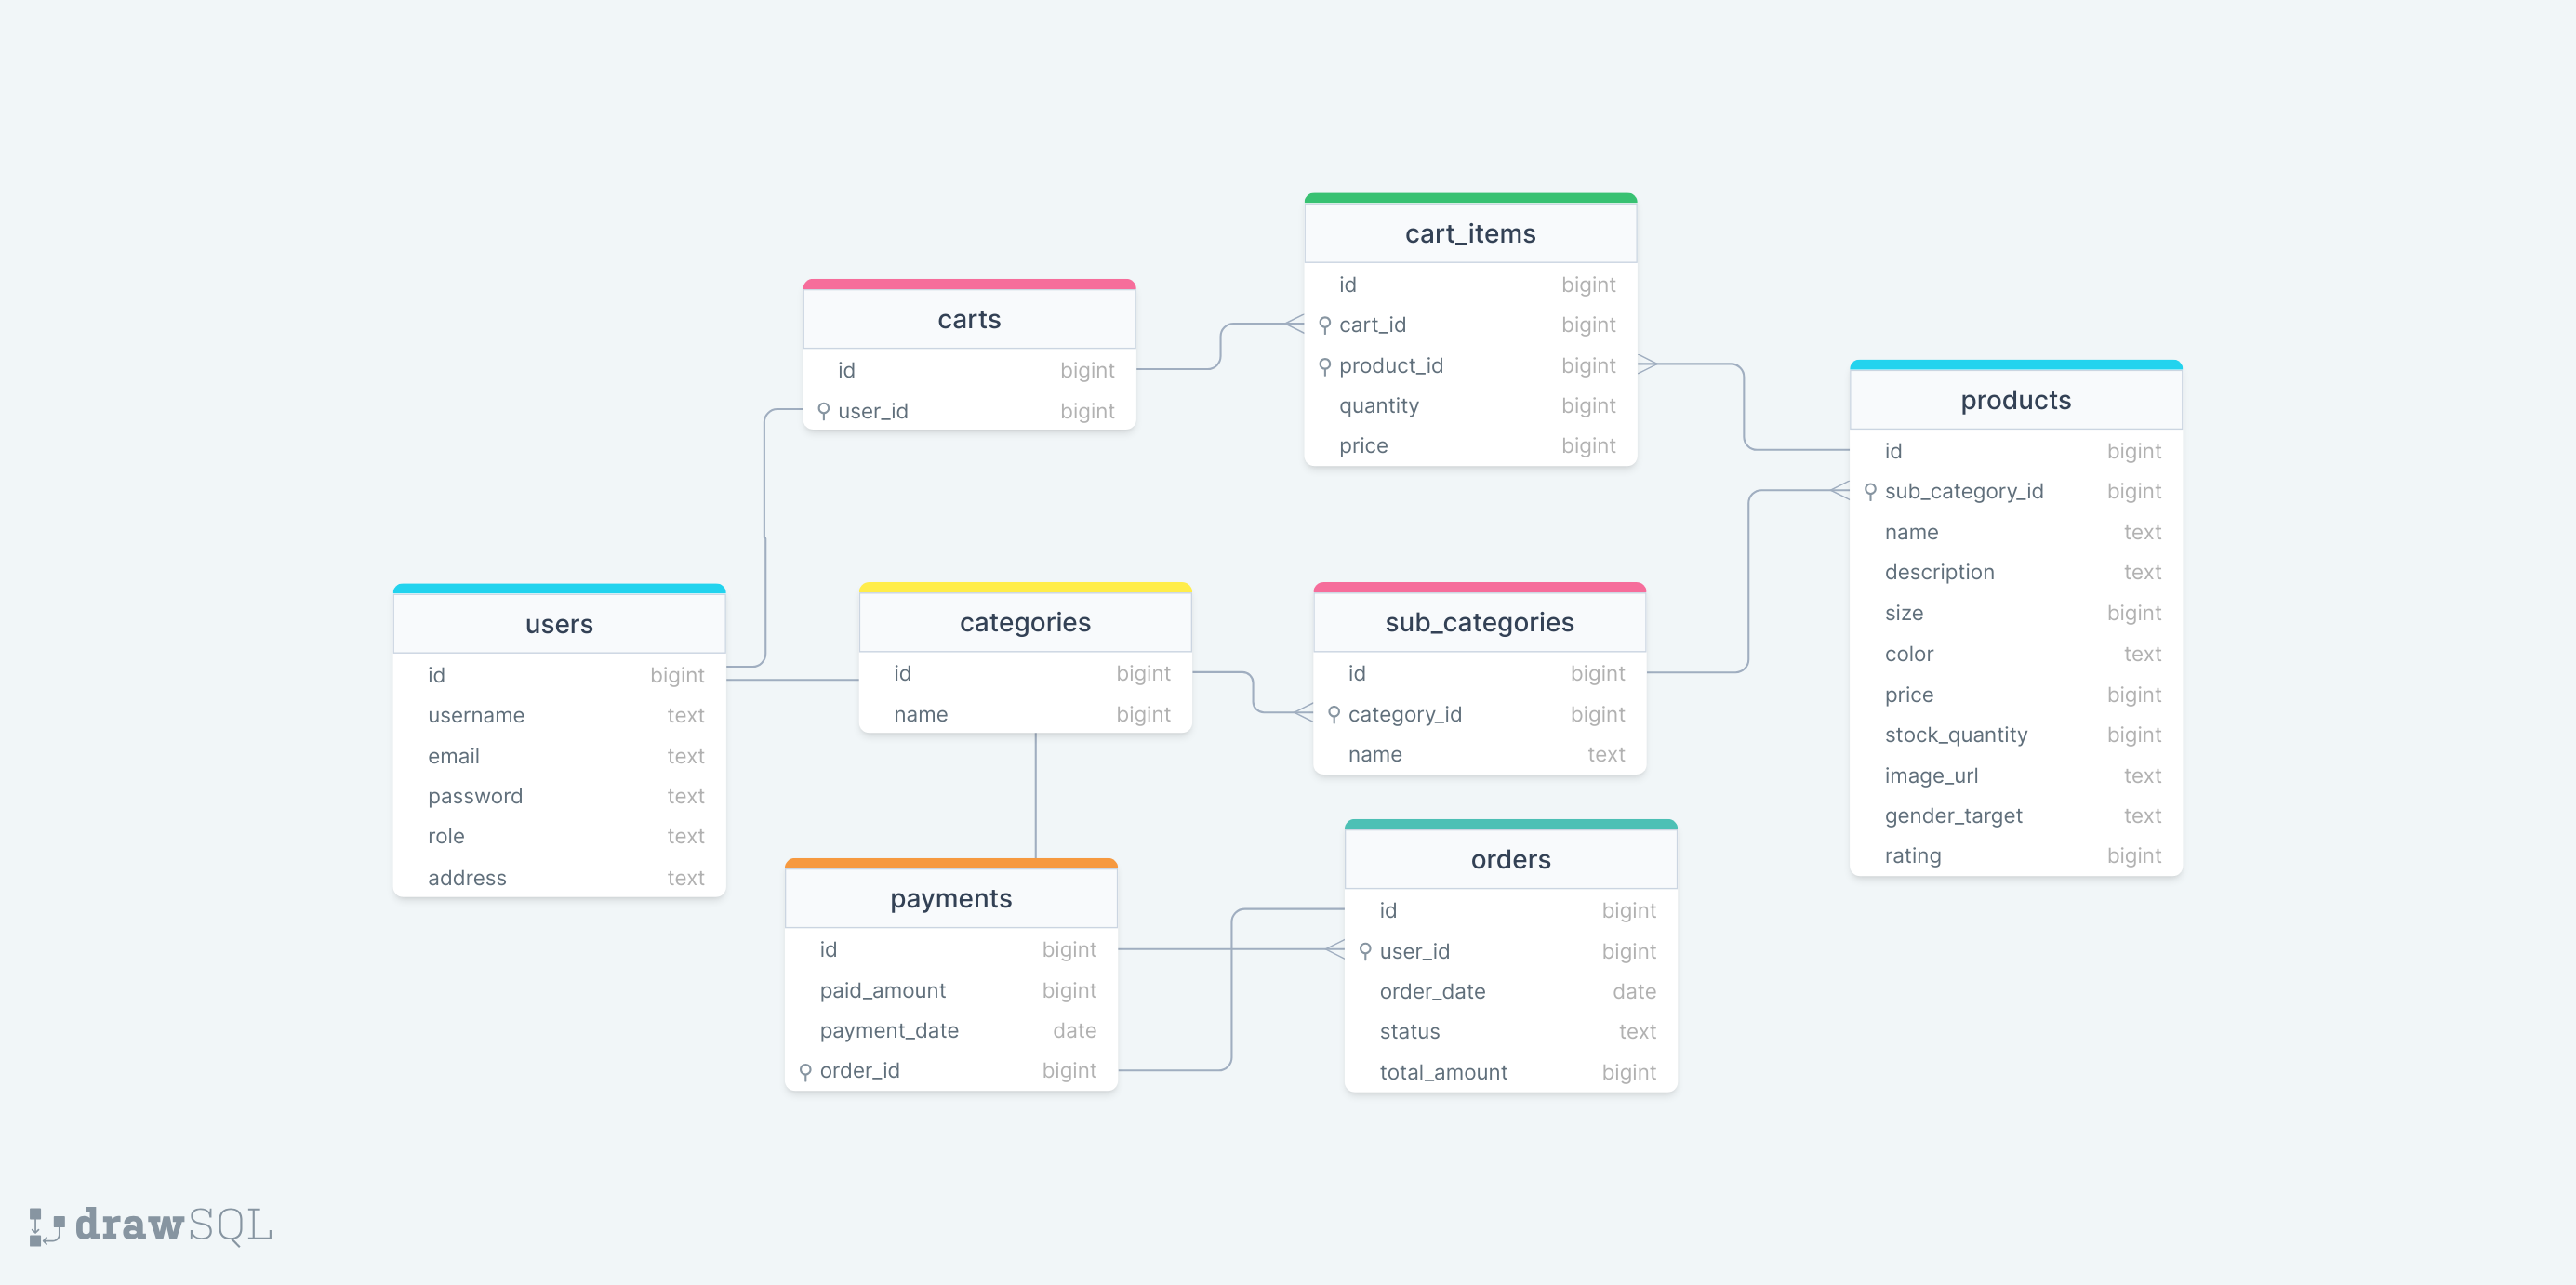 cart_items
id bigint
cart_id bigint
product_id bigint
quantity bigint
price bigint
carts
id bigint
user_id bigint
products
id bigint
sub_category_id bigint
name text
description text
size bigint
color text
price bigint
stock_quantity bigint
image_url text
gender_target text
rating bigint
users
id bigint
username text
email text
password text
role text
address text
categories
id bigint
name bigint
sub_categories
id bigint
category_id bigint
name text
payments
id bigint
paid_amount bigint
payment_date date
order_id bigint
orders
id bigint
user_id bigint
order_date date
status text
total_amount bigint
drawSQL